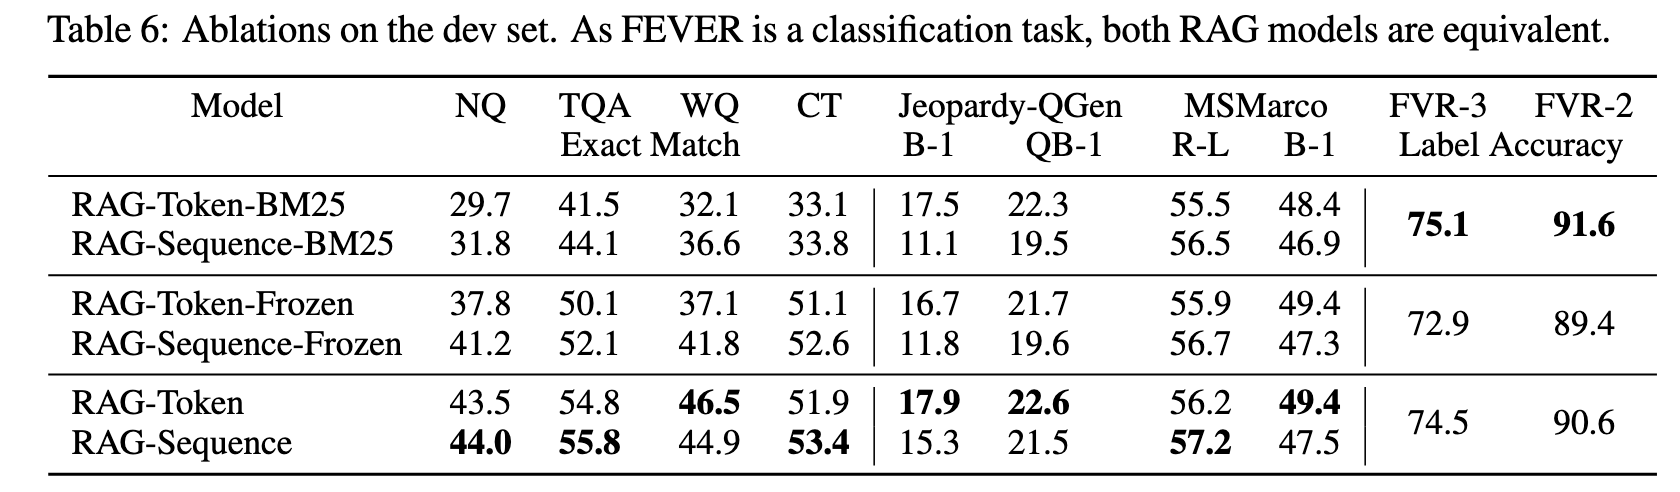 Table 6: Ablations on the dev set. As FEVER is a classification task, both RAG models are equivalent.
Model NQ TQA WQ CT Jeopardy-QGen MSMarco FVR-3 FVR-2
Exact Match B-1 QB-1 R-L B-1 Label Accuracy
RAG-Token-BM25 29.7 41.5 32.1 33.1 17.5 22.3 55.5 48.4
75.1 91.6
RAG-Sequence-BM25 31.8 44.1 36.6 33.8 11.1 19.5 56.5 46.9
RAG-Token-Frozen 37.8 50.1 37.1 51.1 16.7 21.7 55.9 49.4
72.9 89.4
RAG-Sequence-Frozen 41.2 52.1 41.8 52.6 11.8 19.6 56.7 47.3
RAG-Token 43.5 54.8 46.5 51.9 17.9 22.6 56.2 49.4
74.5 90.6
RAG-Sequence 44.0 55.8 44.9 53.4 15.3 21.5 57.2 47.5